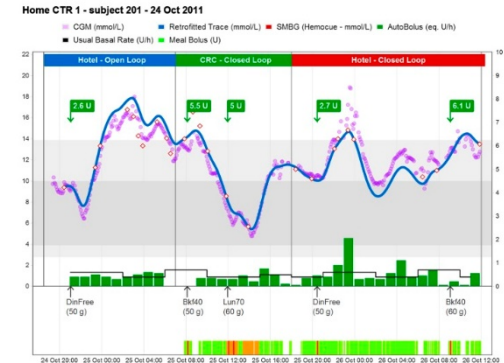 Home CTR 1 - subject 201 - 24 Oct 2011
CGM (mmol/L) Retrofitted Trace (mmol/L) SMBG (Hemocue - mmol/L) AutoBolus (eq. U/h)
Usual Basal Rate (U/h) Meal Bolus (U)
Hotel - Open Loop CRC - Closed Loop Hotel - Closed Loop
2.6 U 5.5 U 5 U 2.7 U 6.1 U
22 10
20 9
18 8
16 7
14 6
12 5
10 4
8 3
6 2
4 1
2 0
0
DinFree Bkf40 Lun70 DinFree Bkf40
(50 g) (50 g) (60 g) (50 g) (60 g)
24 Oct 20:00 25 Oct 00:00 25 Oct 04:00 25 Oct 08:00 25 Oct 12:00 25 Oct 16:00 25 Oct 20:00 26 Oct 00:00 26 Oct 04:00 26 Oct 08:00 26 Oct 12:00